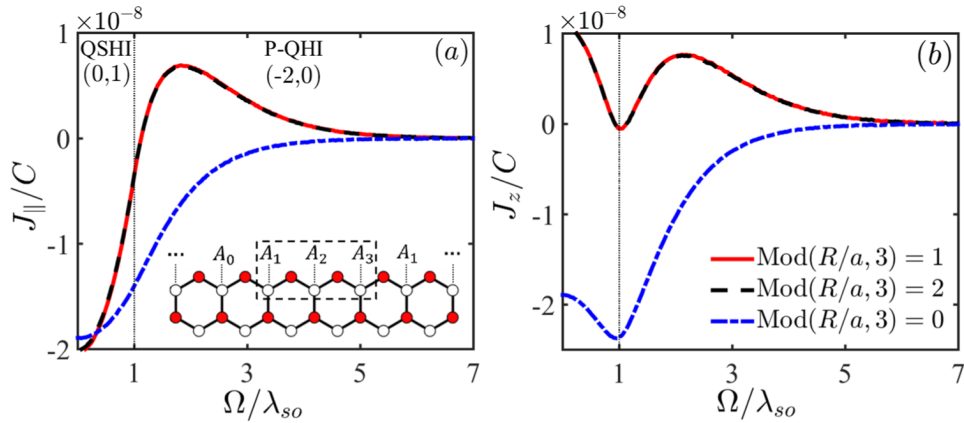 ×10⁻⁸
1
0
-1
-2
J∥/C
QSHI
(0,1)
P-QHI
(-2,0)
(a)
... A₀ A₁ A₂ A₃ A₁ ...
1 3 5 7
Ω/λso
×10⁻⁸
1
0
-1
-2
Jz/C
(b)
Mod(R/a, 3) = 1
Mod(R/a, 3) = 2
Mod(R/a, 3) = 0
1 3 5 7
Ω/λso